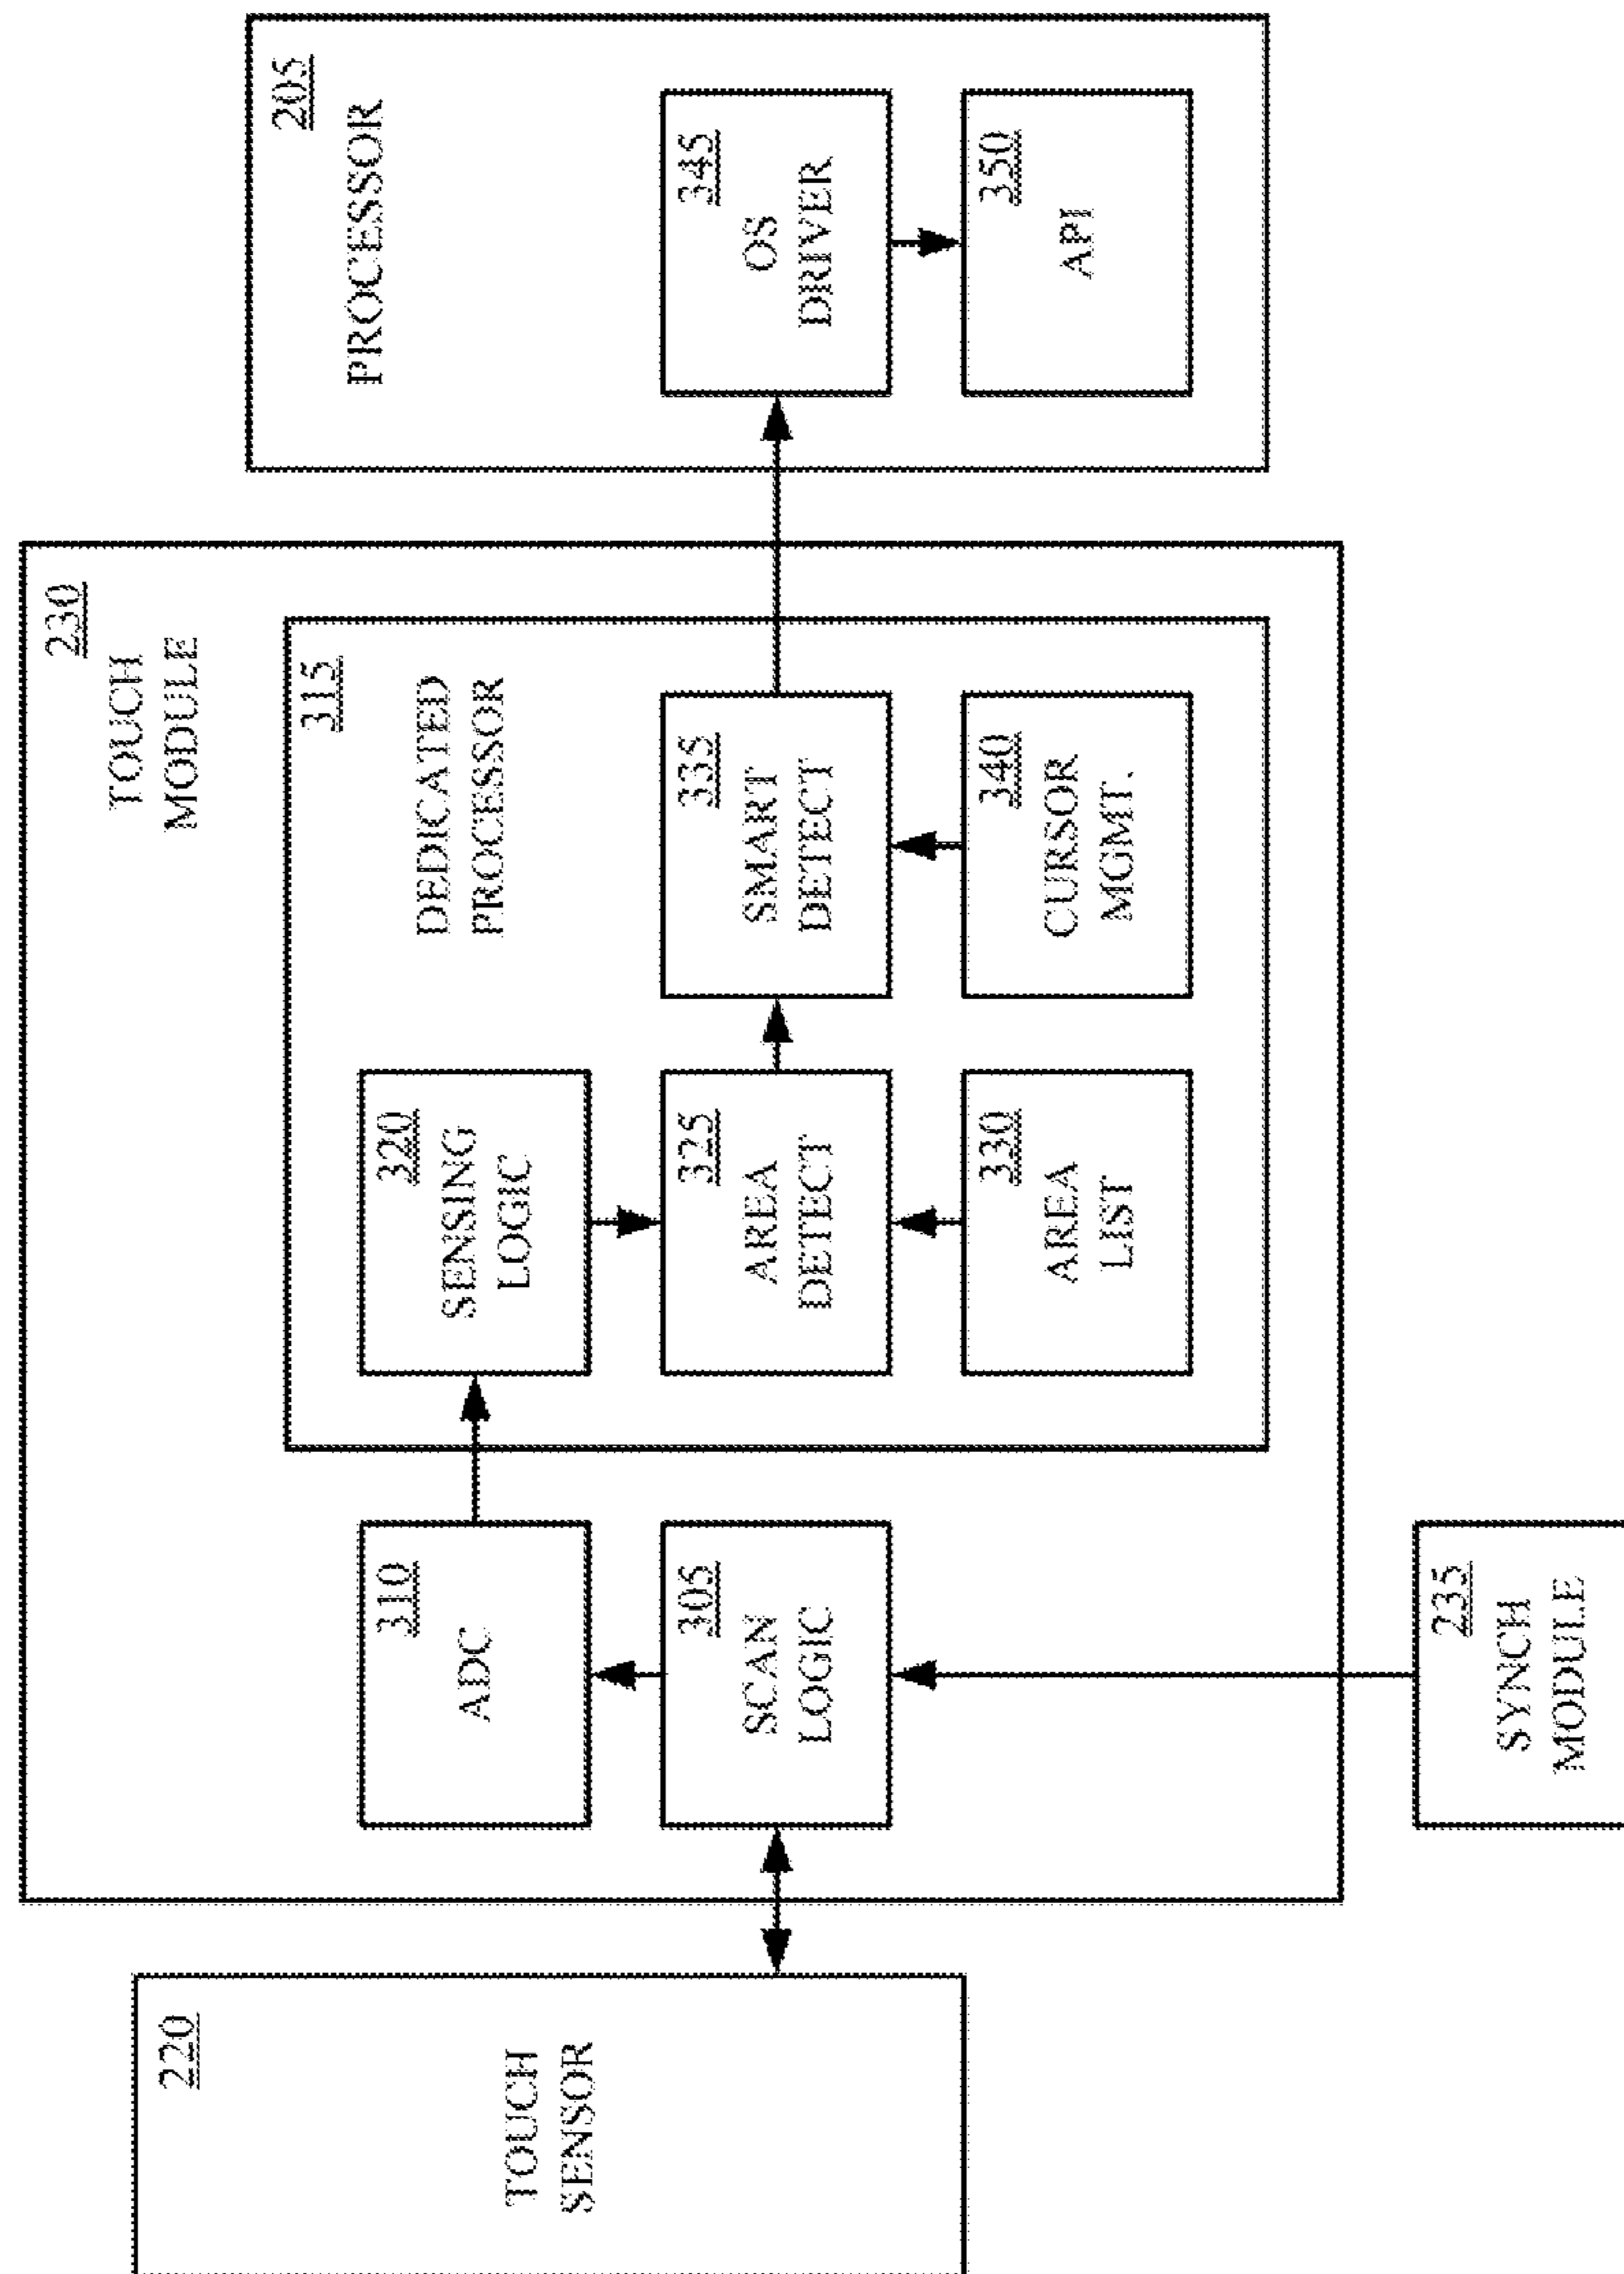 220
TOUCH
SENSOR
230
TOUCH
MODULE
310
ADC
305
SCAN
LOGIC
235
SYNCH
MODULE
315
DEDICATED
PROCESSOR
320
SENSING
LOGIC
325
AREA
DETECT
330
AREA
LIST
335
SMART
DETECT
340
CURSOR
MGMT.
205
PROCESSOR
345
OS
DRIVER
350
API